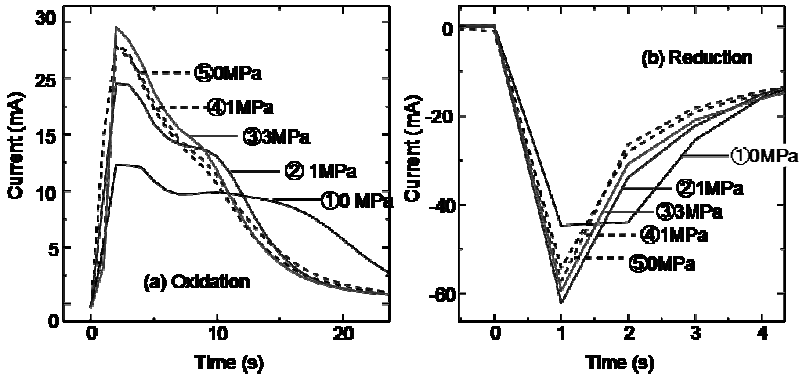 30
25
15
10
5
0
Current (mA)
⑤0MPa
④1MPa
③3MPa
② 1MPa
①0 MPa
(a) Oxidation
0
10
20
Time (s)
0
-20
-40
-60
Current (mA)
(b) Reduction
①0MPa
②1MPa
③3MPa
④1MPa
⑤0MPa
0
1
2
3
4
Time (s)